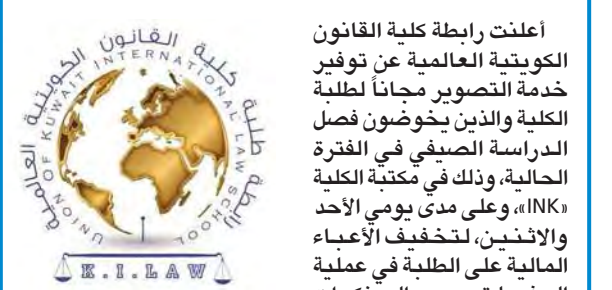 أعلنت رابطة كلية القانون
الكويتية العالمية عن توفير
خدمة التصوير مجاناً لطلبة
الكلية والذين يخوضون فصل
الدراسة الصيفي في الفترة
الحالية، وذلك في مكتبة الكلية
«INK»، وعلى مدى يومي الأحد
والاثنين، لتخفيف الأعباء
المالية على الطلبة في عملية
رابطة طلبة كلية القانون الكويتية العالمية
UNION OF KUWAIT INTERNATIONAL LAW SCHOOL
K.I.LAW